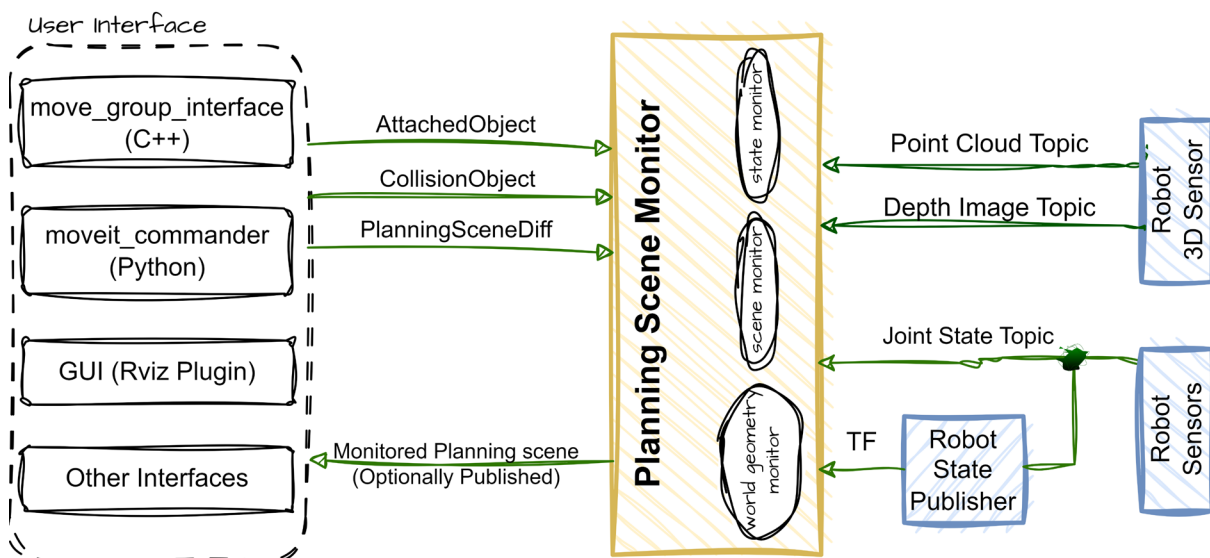 User Interface
move_group_interface
(C++)
moveit_commander
(Python)
GUI (Rviz Plugin)
Other Interfaces
AttachedObject
CollisionObject
PlanningSceneDiff
Monitored Planning scene
(Optionally Published)
Planning Scene Monitor
state monitor
scene monitor
world geometry
monitor
Point Cloud Topic
Depth Image Topic
Joint State Topic
TF
Robot
State
Publisher
Robot
3D Sensor
Robot
Sensors